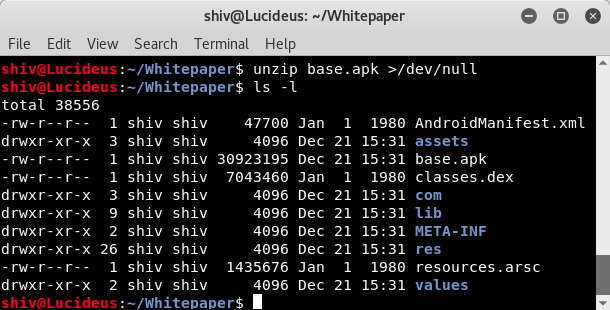 shiv@Lucideus: ~/Whitepaper
File Edit View Search Terminal Help
shiv@Lucideus:~/Whitepaper$ unzip base.apk >/dev/null
shiv@Lucideus:~/Whitepaper$ ls -l
total 38556
-rw-r--r--  1 shiv shiv    47700 Jan  1  1980 AndroidManifest.xml
drwxr-xr-x  3 shiv shiv     4096 Dec 21 15:31 assets
-rw-r--r--  1 shiv shiv 30923195 Dec 21 15:31 base.apk
-rw-r--r--  1 shiv shiv  7043460 Jan  1  1980 classes.dex
drwxr-xr-x  3 shiv shiv     4096 Dec 21 15:31 com
drwxr-xr-x  9 shiv shiv     4096 Dec 21 15:31 lib
drwxr-xr-x  2 shiv shiv     4096 Dec 21 15:31 META-INF
drwxr-xr-x 26 shiv shiv     4096 Dec 21 15:31 res
-rw-r--r--  1 shiv shiv  1435676 Jan  1  1980 resources.arsc
drwxr-xr-x  2 shiv shiv     4096 Dec 21 15:31 values
shiv@Lucideus:~/Whitepaper$